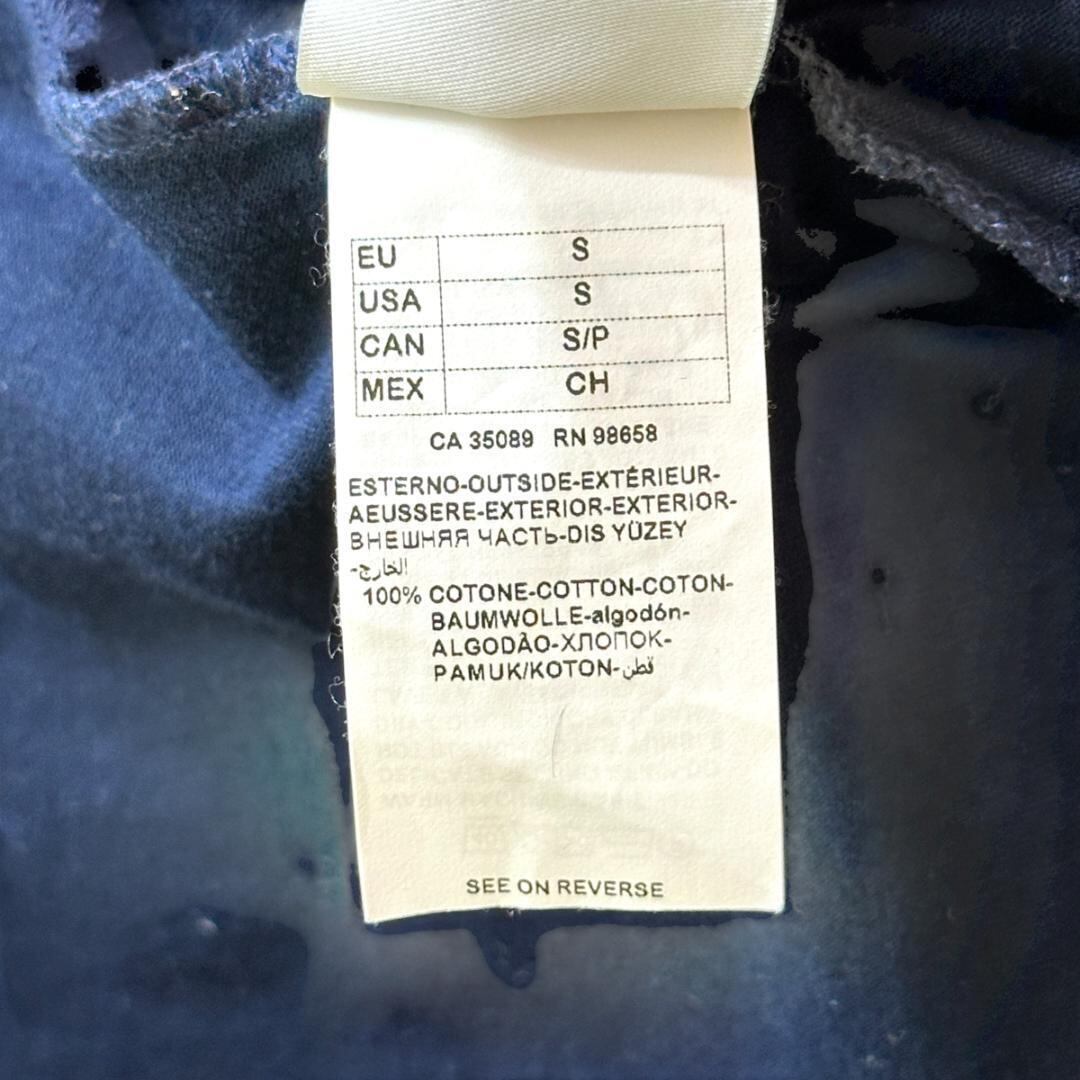 EU S
USA S
CAN S/P
MEX CH
CA 35089 RN 98658
ESTERNO-OUTSIDE-EXTÉRIEUR-
AEUSSERE-EXTERIOR-EXTERIOR-
ВНЕШНЯЯ ЧАСТЬ-DIS YÜZEY
الخارج-
100% COTONE-COTTON-COTON-
BAUMWOLLE-algodón-
ALGODÃO-ХЛОПОК-
PAMUK/KOTON-قطن
SEE ON REVERSE